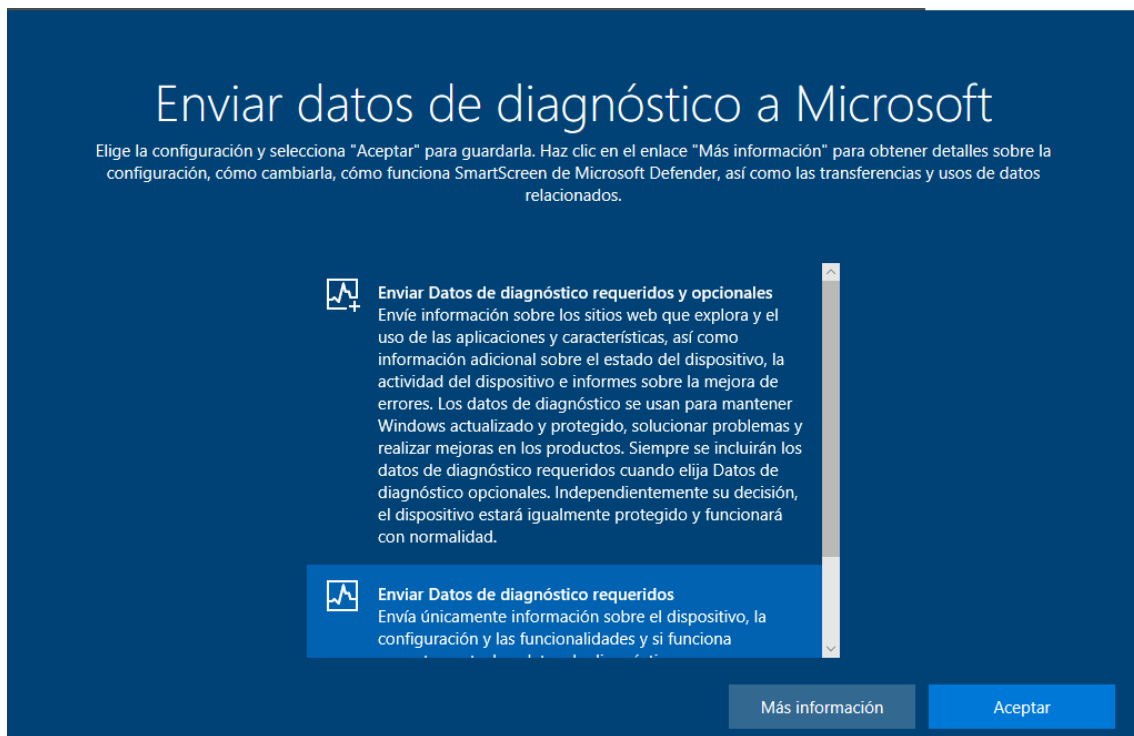 Enviar datos de diagnóstico a Microsoft
Elige la configuración y selecciona "Aceptar" para guardarla. Haz clic en el enlace "Más información" para obtener detalles sobre la
configuración, cómo cambiarla, cómo funciona SmartScreen de Microsoft Defender, así como las transferencias y usos de datos
relacionados.
Enviar Datos de diagnóstico requeridos y opcionales
Envíe información sobre los sitios web que explora y el
uso de las aplicaciones y características, así como
información adicional sobre el estado del dispositivo, la
actividad del dispositivo e informes sobre la mejora de
errores. Los datos de diagnóstico se usan para mantener
Windows actualizado y protegido, solucionar problemas y
realizar mejoras en los productos. Siempre se incluirán los
datos de diagnóstico requeridos cuando elija Datos de
diagnóstico opcionales. Independientemente su decisión,
el dispositivo estará igualmente protegido y funcionará
con normalidad.
Enviar Datos de diagnóstico requeridos
Envía únicamente información sobre el dispositivo, la
configuración y las funcionalidades y si funciona
Más información
Aceptar